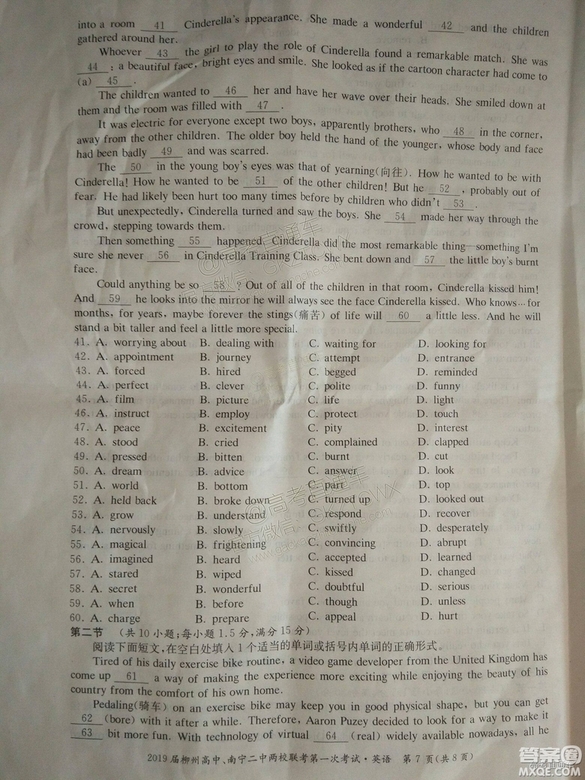 into a room 41 Cinderella's appearance. She made a wonderful 42 and the children
gathered around her.
Whoever 43 the girl to play the role of Cinderella found a remarkable match. She was
44 ; a beautiful face, bright eyes and smile. She looked as if the cartoon character had come to
(a) 45 .
The children wanted to 46 her and have her wave over their heads. She smiled down at
them and the room was filled with 47 .
It was electric for everyone except two boys, apparently brothers, who 48 in the corner,
away from the other children. The older boy held the hand of the younger, whose body and face
had been badly 49 and was scarred.
The 50 in the young boy's eyes was that of yearning(向往). How he wanted to be with
Cinderella! How he wanted to be 51 of the other children! But he 52 , probably out of
fear. He had likely been hurt too many times before by children who didn't 53 .
But unexpectedly, Cinderella turned and saw the boys. She 54 made her way through the
crowd, stepping towards them.
Then something 55 happened. Cinderella did the most remarkable thing—something I'm
sure she never 56 in Cinderella Training Class. She bent down and 57 the little boy's burnt
face.
Could anything be so 58 ? Out of all of the children in that room, Cinderella kissed him!
And 59 he looks into the mirror he will always see the face Cinderella kissed. Who knows…for
months, for years, maybe forever the stings(痛苦) of life will 60 a little less. And he will
stand a bit taller and feel a little more special.
41. A. worrying about B. dealing with C. waiting for D. looking for
42. A. appointment B. journey C. attempt D. entrance
43. A. forced B. hired C. begged D. reminded
44. A. perfect B. clever C. polite D. funny
45. A. film B. picture C. life D. light
46. A. instruct B. employ C. protect D. touch
47. A. peace B. excitement C. pity D. interest
48. A. stood B. cried C. complained D. clapped
49. A. pressed B. bitten C. burnt D. cut
50. A. dream B. advice C. answer D. look
51. A. world B. bottom C. part D. top
52. A. held back B. broke down C. turned up D. looked out
53. A. grow B. understand C. respond D. recover
54. A. nervously B. slowly C. swiftly D. desperately
55. A. magical B. frightening C. convincing D. abrupt
56. A. imagined B. heard C. accepted D. learned
57. A. stared B. wiped C. kissed D. changed
58. A. secret B. wonderful C. doubtful D. serious
59. A. when B. before C. though D. unless
60. A. charge B. prepare C. appeal D. hurt
第二节 (共10小题;每小题1.5分,满分15分)
阅读下面短文,在空白处填入1个适当的单词或括号内单词的正确形式。
Tired of his daily exercise bike routine, a video game developer from the United Kingdom has
come up 61 a way of making the experience more exciting while enjoying the beauty of his
country from the comfort of his own home.
Pedaling(骑车) on an exercise bike may keep you in good physical shape, but you can get
62 (bore) with it after a while. Therefore, Aaron Puzey decided to look for a way to make it
63 bit more fun. With technology of virtual 64 (real) widely available nowadays, all he
2019届柳州高中、南宁二中两校联考第一次考试·英语 第7页(共8页)
答案圈
MXQE.COM